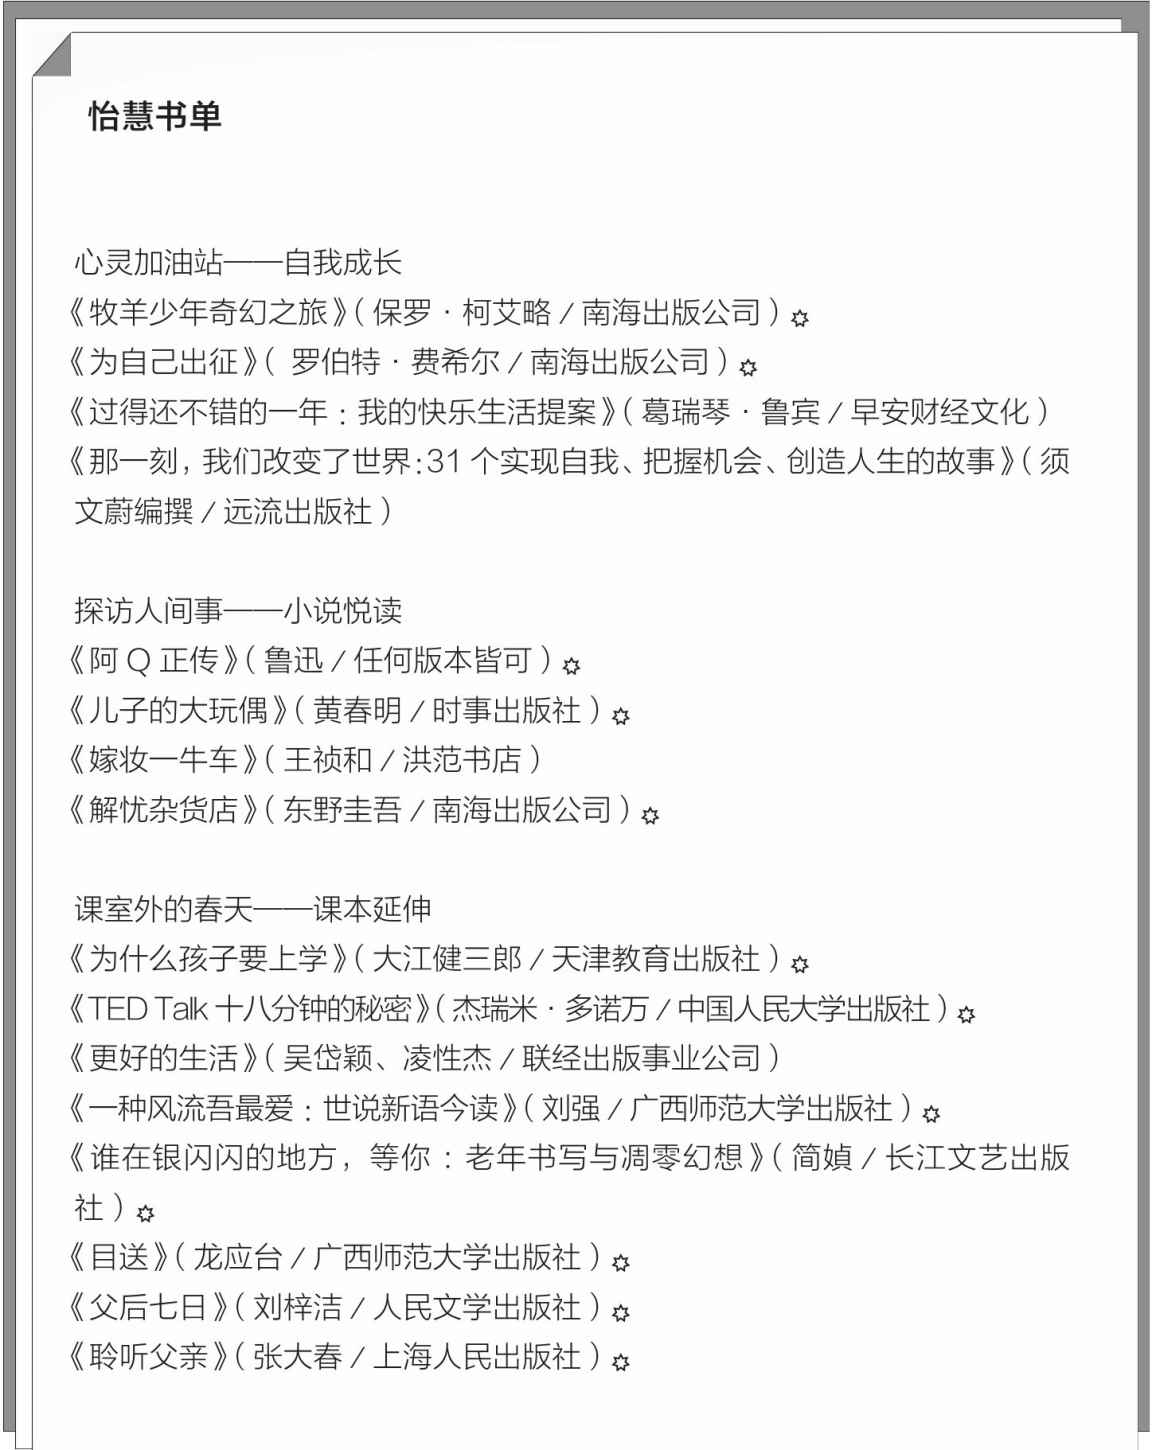 怡慧书单
心灵加油站——自我成长
《牧羊少年奇幻之旅》（保罗·柯艾略/南海出版公司）✡
《为自己出征》（ 罗伯特·费希尔/南海出版公司）✡
《过得还不错的一年：我的快乐生活提案》（葛瑞琴·鲁宾/早安财经文化）
《那一刻，我们改变了世界：31个实现自我、把握机会、创造人生的故事》（须
文蔚编撰/远流出版社）
探访人间事——小说悦读
《阿Q正传》（鲁迅/任何版本皆可）✡
《儿子的大玩偶》（黄春明/时事出版社）✡
《嫁妆一牛车》（王祯和/洪范书店）
《解忧杂货店》（东野圭吾/南海出版公司）✡
课室外的春天——课本延伸
《为什么孩子要上学》（大江健三郎/天津教育出版社）✡
《TED Talk十八分钟的秘密》（杰瑞米·多诺万/中国人民大学出版社）✡
《更好的生活》（吴岱颖、凌性杰/联经出版事业公司）
《一种风流吾最爱：世说新语今读》（刘强/广西师范大学出版社）✡
《谁在银闪闪的地方，等你：老年书写与凋零幻想》（简媜/长江文艺出版
社）✡
《目送》（龙应台/广西师范大学出版社）✡
《父后七日》（刘梓洁/人民文学出版社）✡
《聆听父亲》（张大春/上海人民出版社）✡